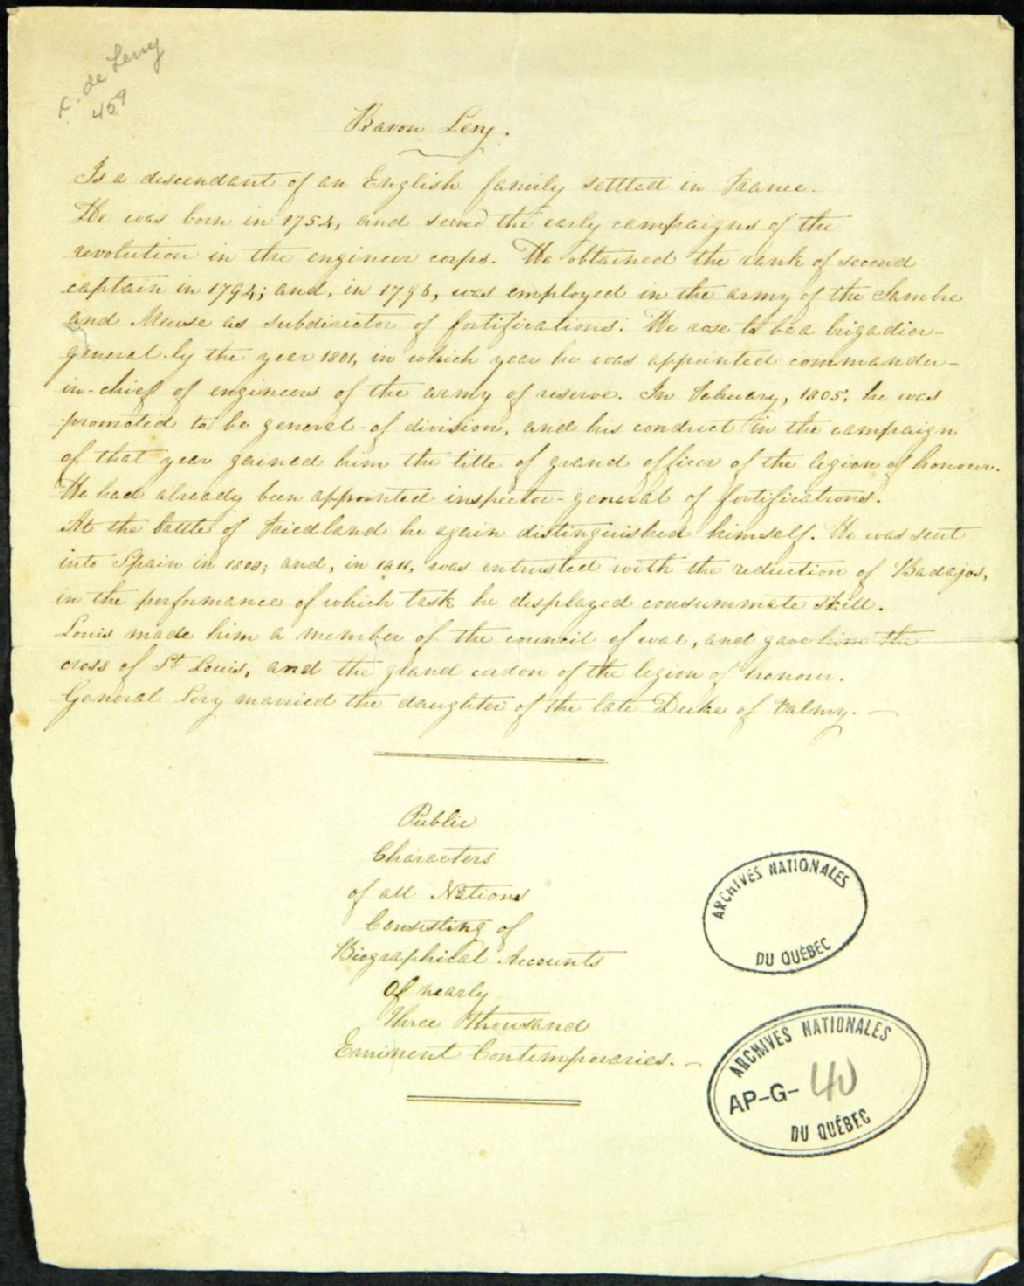 de Lery
459
Baron Lery.
Is a descendant of an English family settled in France.
He was born in 1754, and served the early campaigns of the
revolution in the engineer corps. He obtained the rank of second
captain in 1794; and, in 1796, was employed in the army of the Sambre
and Meuse as subdirector of fortifications. He rose to be a brigadier-
general by the year 1801, in which year he was appointed commander-
in-chief of engineers of the army of reserve. In February, 1805, he was
promoted to be general of division, and his conduct in the campaign
of that year gained him the title of grand officer of the legion of honour.
He had already been appointed inspector-general of fortifications.
At the battle of Friedland he again distinguished himself. He was sent
into Spain in 1808; and, in 1811, was entrusted with the reduction of Badajos,
in the performance of which task he displayed consummate skill.
Louis made him a member of the council of war, and gave him the
cross of St Louis, and the grand cordon of the legion of honour.
General Lery married the daughter of the late Duke of Valmy.
Public
Characters
of all Nations
Consisting of
Biographical Accounts
Of nearly
Three Thousand
Eminent Contemporaries.
ARCHIVES NATIONALES
DU QUÉBEC
ARCHIVES NATIONALES
AP-G-40
DU QUÉBEC